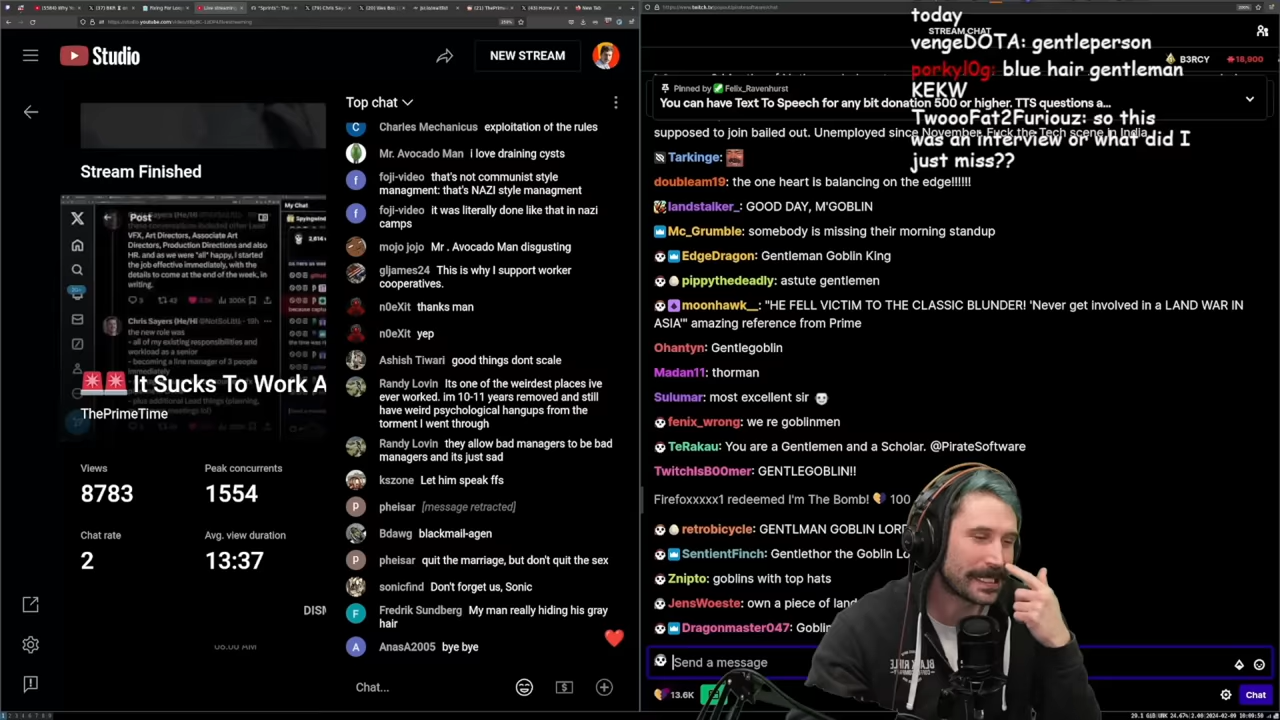 Studio
NEW STREAM
Stream Finished
Post
It Sucks To Work A
ThePrimeTime
Views
Peak concurrents
8783
1554
Chat rate
Avg. view duration
2
13:37
DISM
Top chat
Charles Mechanicus exploitation of the rules
Mr. Avocado Man i love draining cysts
foji-video that's not communist style
managment: that's NAZI style managment
foji-video it was literally done like that in nazi
camps
mojo jojo Mr . Avocado Man disgusting
gljames24 This is why I support worker
cooperatives.
n0eXit thanks man
n0eXit yep
Ashish Tiwari good things dont scale
Randy Lovin Its one of the weirdest places ive
ever worked. im 10-11 years removed and still
have weird psychological hangups from the
torment I went through
Randy Lovin they allow bad managers to be bad
managers and its just sad
kszone Let him speak ffs
pheisar [message retracted]
Bdawg blackmail-agen
pheisar quit the marriage, but don't quit the sex
sonicfind Don't forget us, Sonic
Fredrik Sundberg My man really hiding his gray
hair
AnasA2005 bye bye
Chat...
STREAM CHAT
B3RCY
18,900
today
vengeDOTA: gentleperson
porkyl0g: blue hair gentleman
KEKW
TwoooFat2Furiouz: so this
was an interview or what did I
just miss??
Pinned by Felix_Ravenhurst
You can have Text To Speech for any bit donation 500 or higher. TTS questions a...
supposed to join bailed out. Unemployed since November. Fuck the Tech scene in India
Tarkinge:
doubleam19: the one heart is balancing on the edge!!!!!!
landstalker_: GOOD DAY, M'GOBLIN
Mc_Grumble: somebody is missing their morning standup
EdgeDragon: Gentleman Goblin King
pippythedeadly: astute gentlemen
moonhawk__: "HE FELL VICTIM TO THE CLASSIC BLUNDER! 'Never get involved in a LAND WAR IN
ASIA'" amazing reference from Prime
Ohantyn: Gentlegoblin
Madan11: thorman
Sulumar: most excellent sir
fenix_wrong: we re goblinmen
TeRakau: You are a Gentlemen and a Scholar. @PirateSoftware
TwitchIsB00mer: GENTLEGOBLIN!!
Firefoxxxxx1 redeemed I'm The Bomb! 100
retrobicycle: GENTLMAN GOBLIN LORD
SentientFinch: Gentlethor the Goblin Lo
Znipto: goblins with top hats
JensWoeste: own a piece of land
Dragonmaster047: Goblin
Send a message
13.6K
Chat